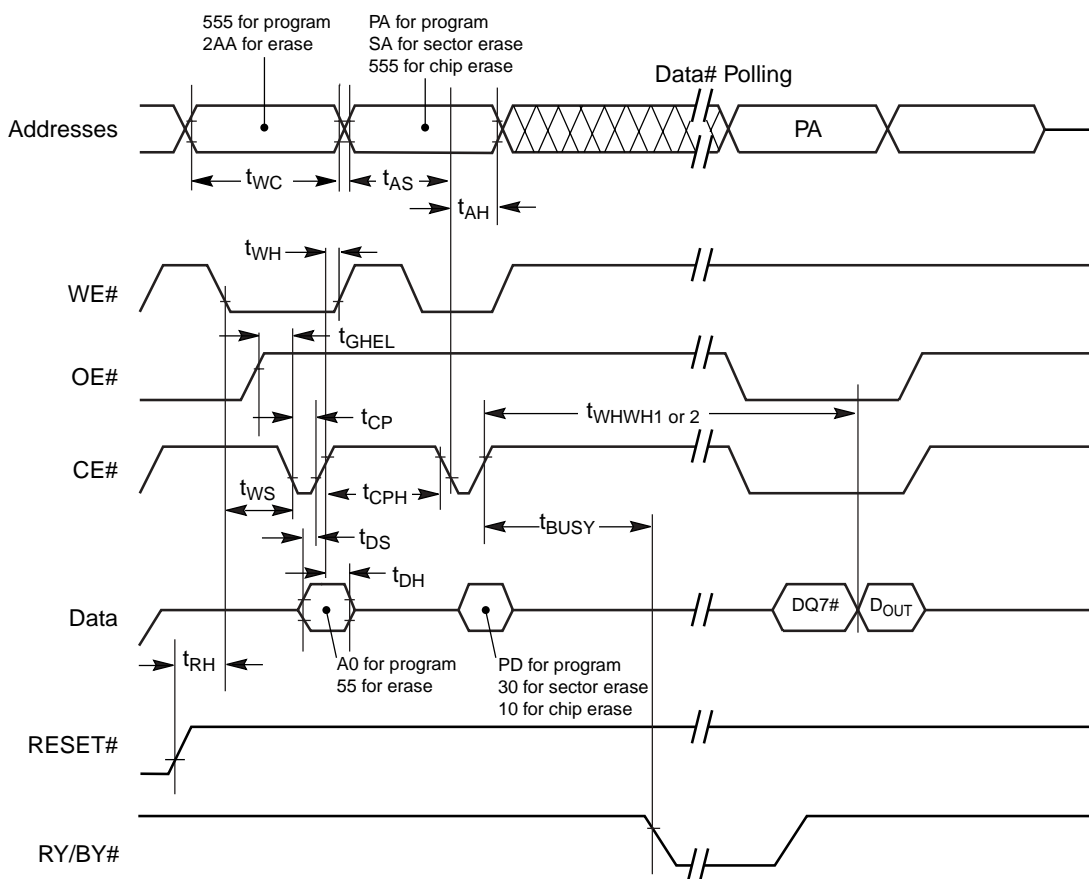 555 for program
2AA for erase
PA for program
SA for sector erase
555 for chip erase
Data# Polling
Addresses
PA
tWC
tAS
tAH
tWH
WE#
tGHEL
OE#
tWHWH1 or 2
tCP
CE#
tWS
tCPH
tBUSY
tDS
tDH
Data
DQ7#
DOUT
tRH
A0 for program
55 for erase
PD for program
30 for sector erase
10 for chip erase
RESET#
RY/BY#